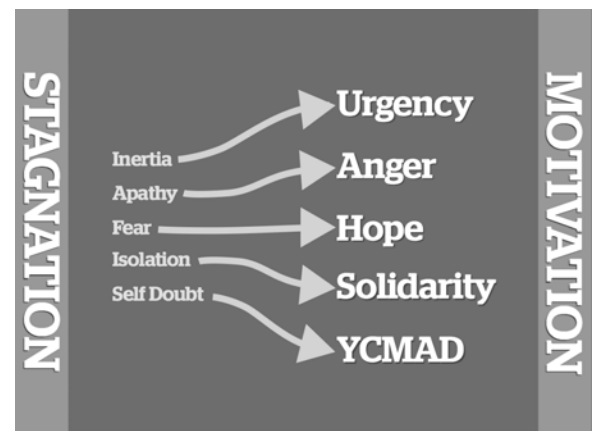 STAGNATION
Inertia
Apathy
Fear
Isolation
Self Doubt
Urgency
Anger
Hope
Solidarity
YCMAD
MOTIVATION